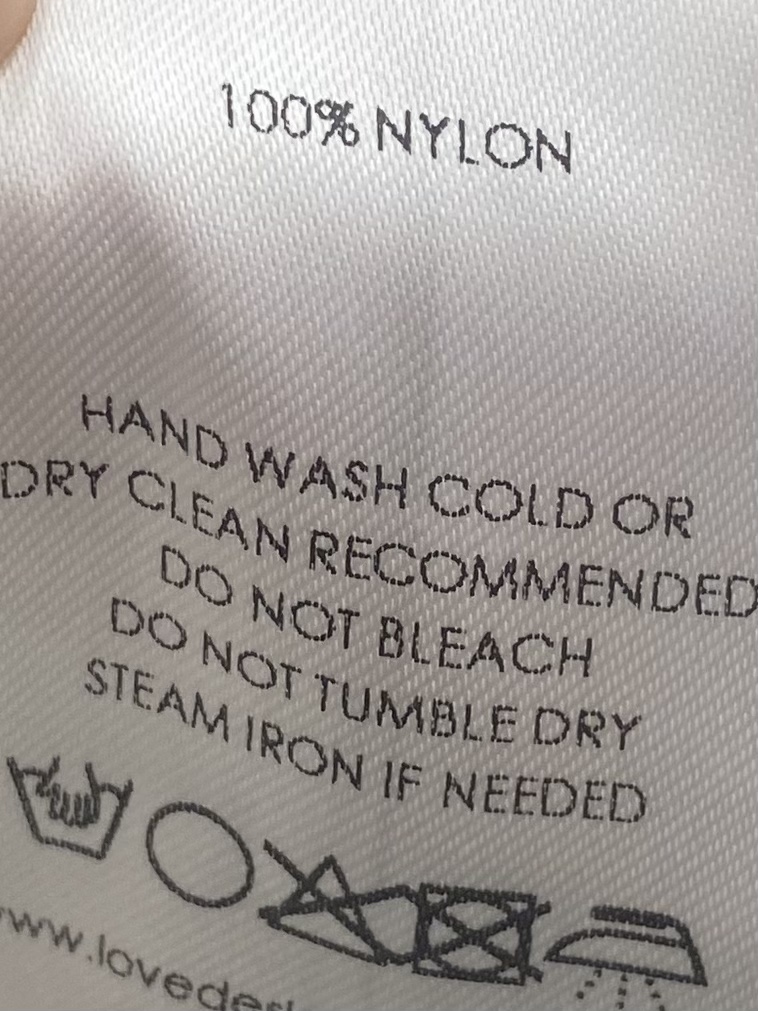 100% NYLON
HAND WASH COLD OR
DRY CLEAN RECOMMENDED
DO NOT BLEACH
DO NOT TUMBLE DRY
STEAM IRON IF NEEDED